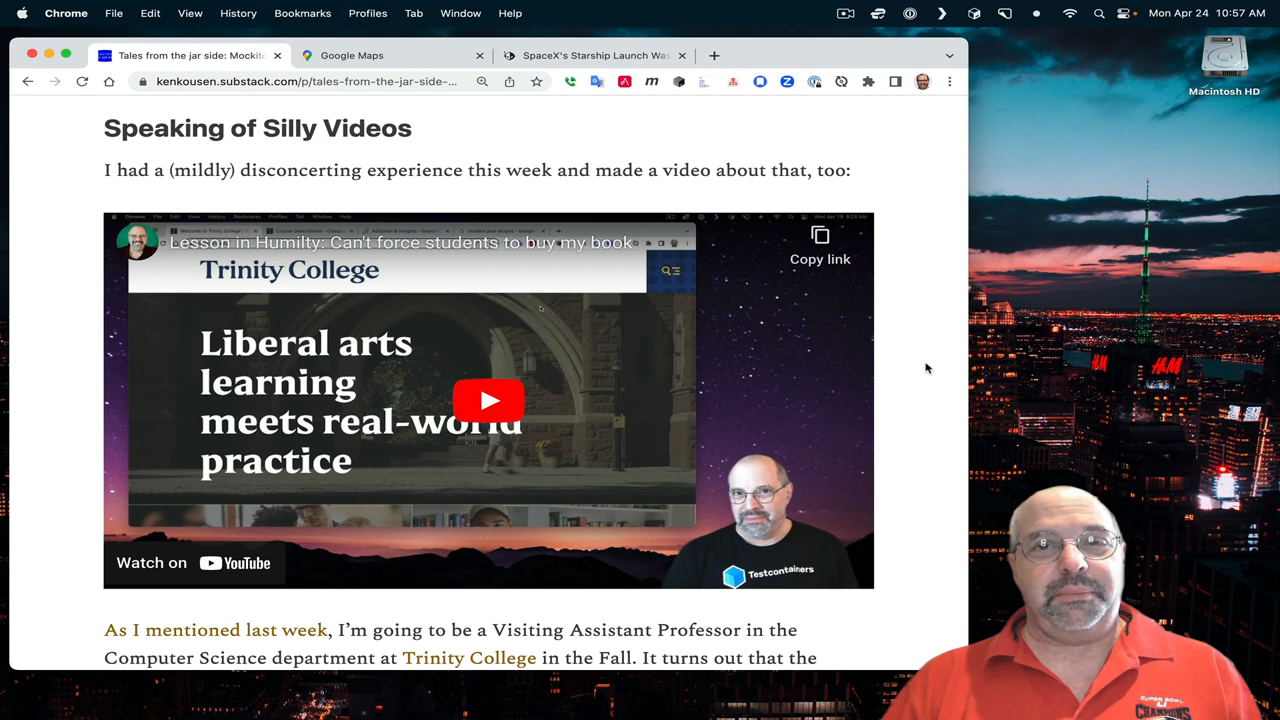 Chrome File Edit View History Bookmarks Profiles Tab Window Help Mon Apr 24 10:57 AM
Tales from the jar side: Mockit Google Maps SpaceX's Starship Launch Was
kenkousen.substack.com/p/tales-from-the-jar-side-...
Macintosh HD
Speaking of Silly Videos
I had a (mildly) disconcerting experience this week and made a video about that, too:
Lesson in Humilty: Can't force students to buy my book
Copy link
Trinity College
Liberal arts
learning
meets real-world
practice
Testcontainers
Watch on YouTube
H&M H&M
As I mentioned last week, I'm going to be a Visiting Assistant Professor in the
Computer Science department at Trinity College in the Fall. It turns out that the
SUPER BOWL
CHAMPIONS